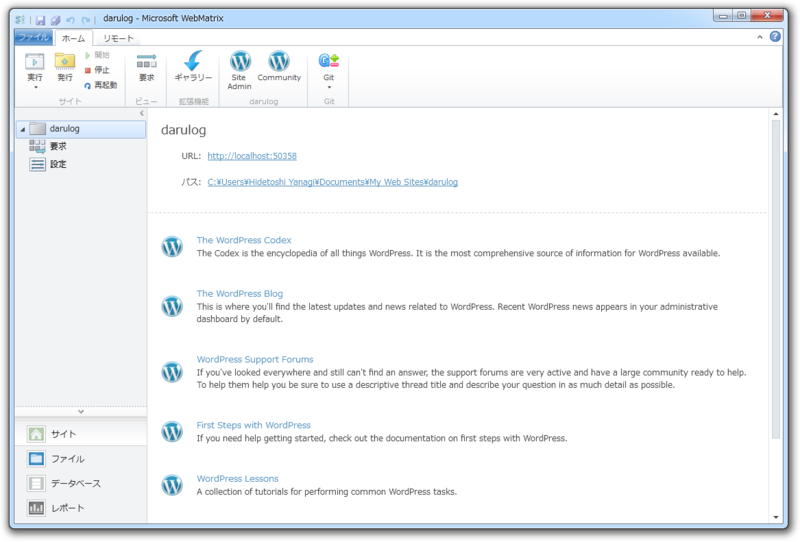 darulog - Microsoft WebMatrix
ファイル ホーム リモート
実行
発行
開始
停止
再起動
サイト
要求
ビュー
ギャラリー
拡張機能
Site Admin
Community
darulog
Git
Git
darulog
要求
設定
サイト
ファイル
データベース
レポート
darulog
URL: http://localhost:50358
パス: C:¥Users¥Hidetoshi Yanagi¥Documents¥My Web Sites¥darulog
The WordPress Codex
The Codex is the encyclopedia of all things WordPress. It is the most comprehensive source of information for WordPress available.
The WordPress Blog
This is where you'll find the latest updates and news related to WordPress. Recent WordPress news appears in your administrative
dashboard by default.
WordPress Support Forums
If you've looked everywhere and still can't find an answer, the support forums are very active and have a large community ready to help.
To help them help you be sure to use a descriptive thread title and describe your question in as much detail as possible.
First Steps with WordPress
If you need help getting started, check out the documentation on first steps with WordPress.
WordPress Lessons
A collection of tutorials for performing common WordPress tasks.